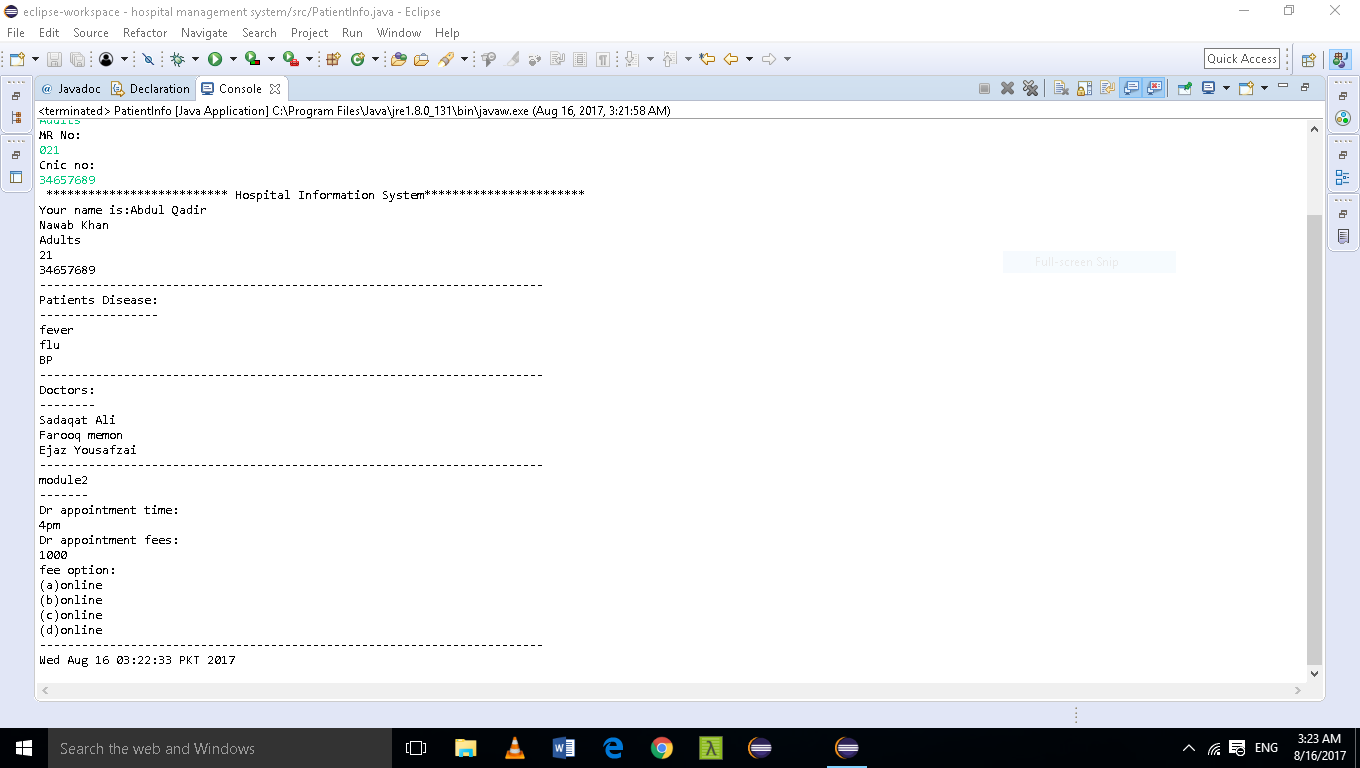 eclipse-workspace - hospital management system/src/PatientInfo.java - Eclipse
File Edit Source Refactor Navigate Search Project Run Window Help
Quick Access
@ Javadoc Declaration Console
<terminated> PatientInfo [Java Application] C:\Program Files\Java\jre1.8.0_131\bin\javaw.exe (Aug 16, 2017, 3:21:58 AM)
Adults
MR No:
021
Cnic no:
34657689
************************** Hospital Information System***********************
Your name is:Abdul Qadir
Nawab Khan
Adults
21
34657689
Full-screen Snip
------------------------------------------------------------------------
Patients Disease:
-----------------
fever
flu
BP
------------------------------------------------------------------------
Doctors:
--------
Sadaqat Ali
Farooq memon
Ejaz Yousafzai
------------------------------------------------------------------------
module2
-------
Dr appointment time:
4pm
Dr appointment fees:
1000
fee option:
(a)online
(b)online
(c)online
(d)online
------------------------------------------------------------------------
Wed Aug 16 03:22:33 PKT 2017
Search the web and Windows
ENG
3:23 AM
8/16/2017